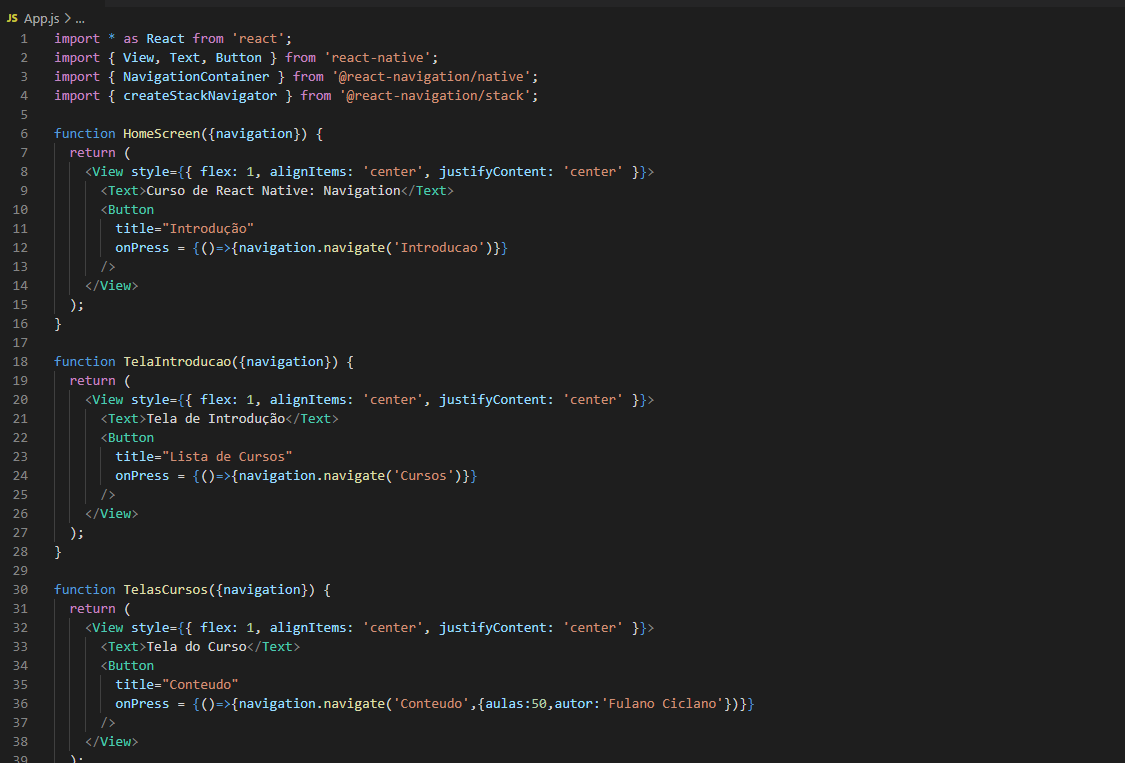 JS App.js > ...
1 import * as React from 'react';
2 import { View, Text, Button } from 'react-native';
3 import { NavigationContainer } from '@react-navigation/native';
4 import { createStackNavigator } from '@react-navigation/stack';
5
6 function HomeScreen({navigation}) {
7   return (
8     <View style={{ flex: 1, alignItems: 'center', justifyContent: 'center' }}>
9       <Text>Curso de React Native: Navigation</Text>
10       <Button
11         title="Introdução"
12         onPress = {()=>{navigation.navigate('Introducao')}}
13       />
14     </View>
15   );
16 }
17
18 function TelaIntroducao({navigation}) {
19   return (
20     <View style={{ flex: 1, alignItems: 'center', justifyContent: 'center' }}>
21       <Text>Tela de Introdução</Text>
22       <Button
23         title="Lista de Cursos"
24         onPress = {()=>{navigation.navigate('Cursos')}}
25       />
26     </View>
27   );
28 }
29
30 function TelasCursos({navigation}) {
31   return (
32     <View style={{ flex: 1, alignItems: 'center', justifyContent: 'center' }}>
33       <Text>Tela do Curso</Text>
34       <Button
35         title="Conteudo"
36         onPress = {()=>{navigation.navigate('Conteudo',{aulas:50,autor:'Fulano Ciclano'})}}
37       />
38     </View>
39   );